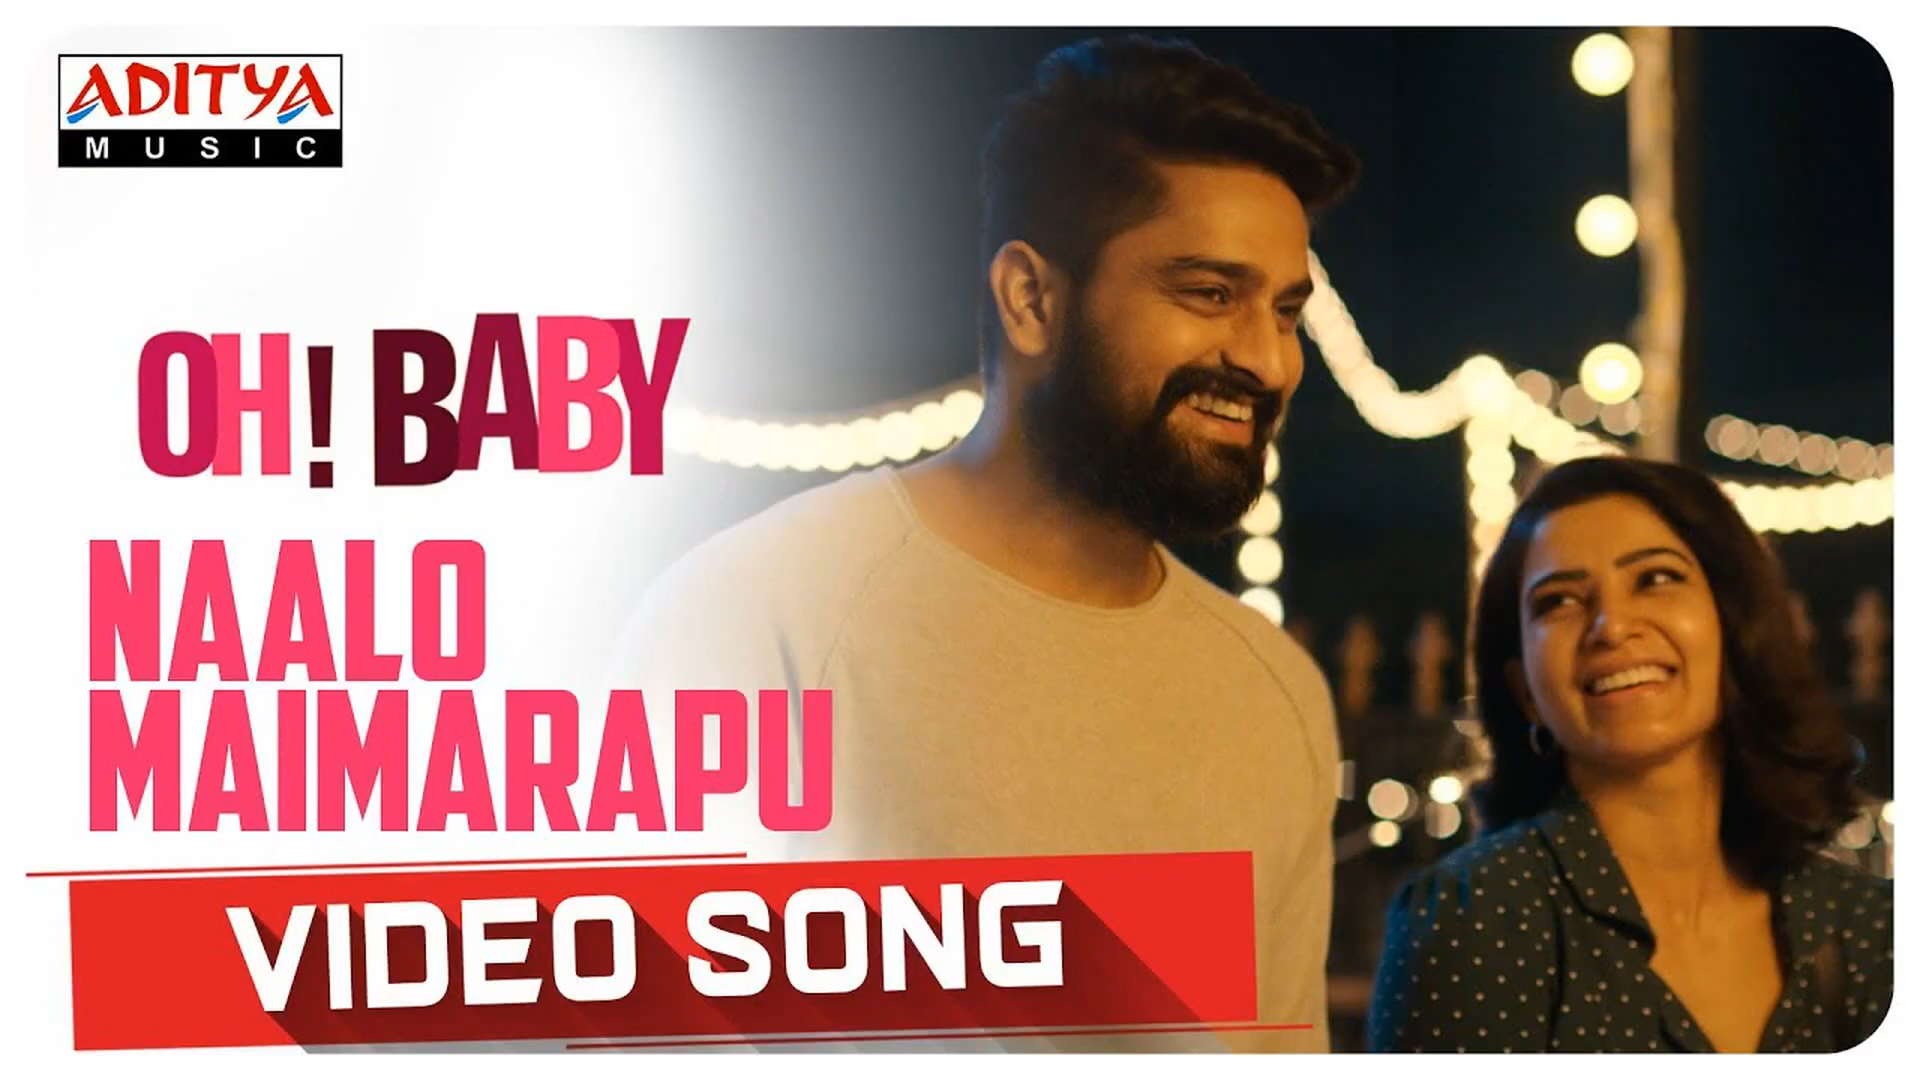 ADITYA
MUSIC
OH! BABY
NAALO
MAIMARAPU
VIDEO SONG